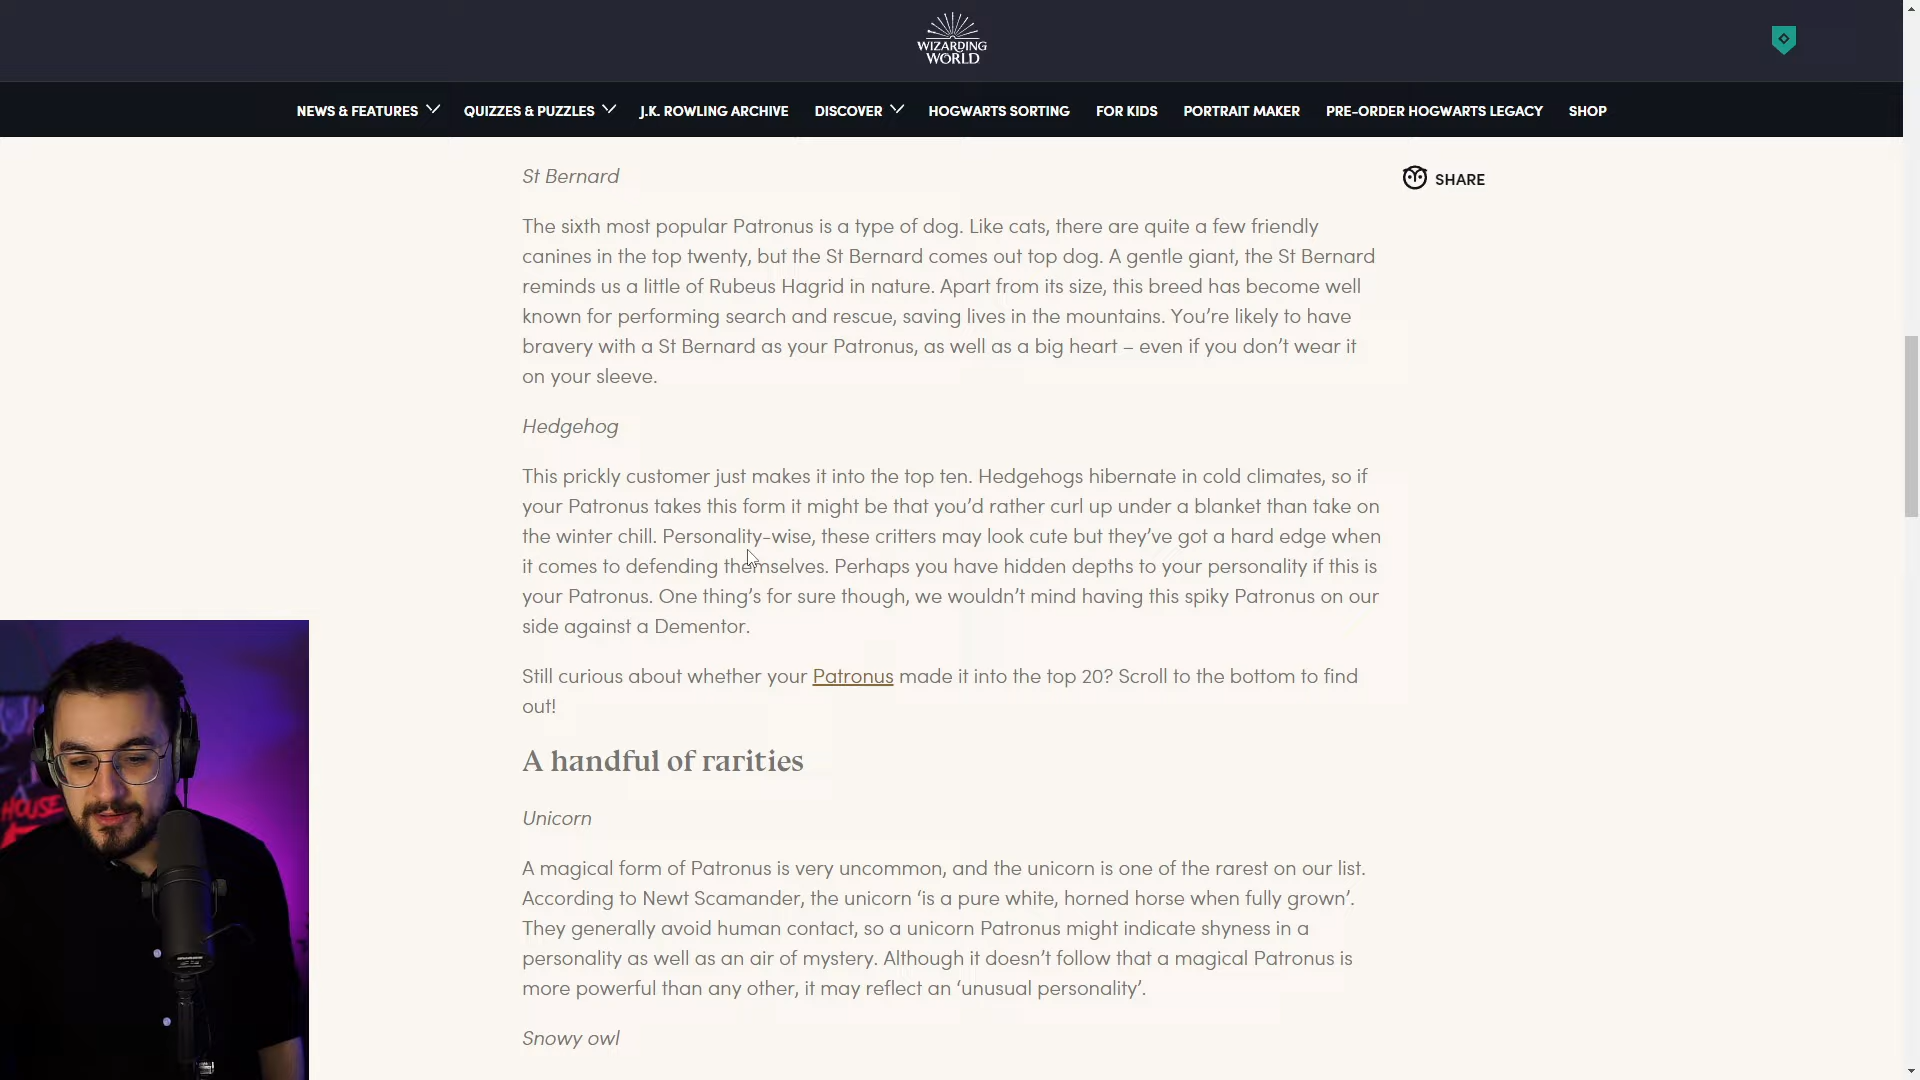 WIZARDING
WORLD
NEWS & FEATURES
QUIZZES & PUZZLES
J.K. ROWLING ARCHIVE
DISCOVER
HOGWARTS SORTING
FOR KIDS
PORTRAIT MAKER
PRE-ORDER HOGWARTS LEGACY
SHOP
St Bernard
SHARE
The sixth most popular Patronus is a type of dog. Like cats, there are quite a few friendly
canines in the top twenty, but the St Bernard comes out top dog. A gentle giant, the St Bernard
reminds us a little of Rubeus Hagrid in nature. Apart from its size, this breed has become well
known for performing search and rescue, saving lives in the mountains. You’re likely to have
bravery with a St Bernard as your Patronus, as well as a big heart – even if you don’t wear it
on your sleeve.
Hedgehog
This prickly customer just makes it into the top ten. Hedgehogs hibernate in cold climates, so if
your Patronus takes this form it might be that you’d rather curl up under a blanket than take on
the winter chill. Personality-wise, these critters may look cute but they’ve got a hard edge when
it comes to defending themselves. Perhaps you have hidden depths to your personality if this is
your Patronus. One thing’s for sure though, we wouldn’t mind having this spiky Patronus on our
side against a Dementor.
Still curious about whether your Patronus made it into the top 20? Scroll to the bottom to find
out!
A handful of rarities
Unicorn
A magical form of Patronus is very uncommon, and the unicorn is one of the rarest on our list.
According to Newt Scamander, the unicorn ‘is a pure white, horned horse when fully grown’.
They generally avoid human contact, so a unicorn Patronus might indicate shyness in a
personality as well as an air of mystery. Although it doesn’t follow that a magical Patronus is
more powerful than any other, it may reflect an ‘unusual personality’.
Snowy owl
HOUSE